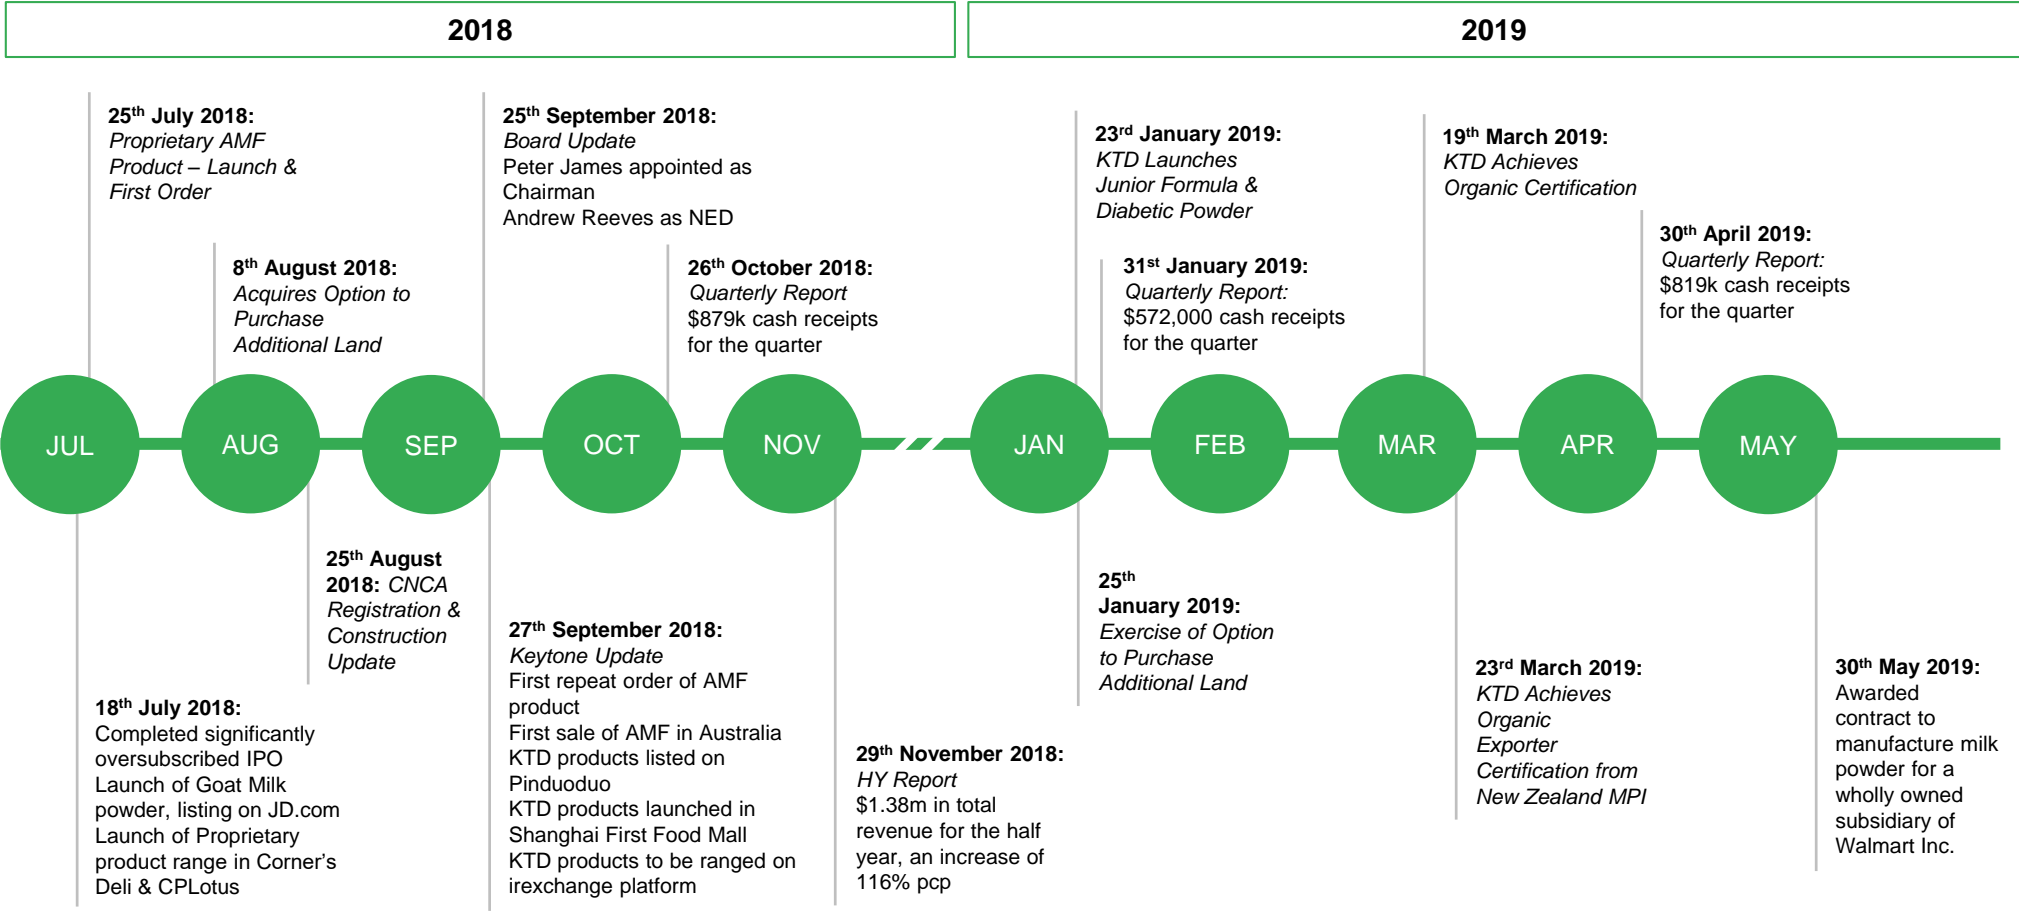 2018
2019
25th July 2018:
Proprietary AMF
Product – Launch &
First Order
8th August 2018:
Acquires Option to
Purchase
Additional Land
25th September 2018:
Board Update
Peter James appointed as
Chairman
Andrew Reeves as NED
26th October 2018:
Quarterly Report
$879k cash receipts
for the quarter
23rd January 2019:
KTD Launches
Junior Formula &
Diabetic Powder
31st January 2019:
Quarterly Report:
$572,000 cash receipts
for the quarter
19th March 2019:
KTD Achieves
Organic Certification
30th April 2019:
Quarterly Report:
$819k cash receipts
for the quarter
JUL
AUG
SEP
OCT
NOV
JAN
FEB
MAR
APR
MAY
18th July 2018:
Completed significantly
oversubscribed IPO
Launch of Goat Milk
powder, listing on JD.com
Launch of Proprietary
product range in Corner’s
Deli & CPLotus
25th August
2018: CNCA
Registration &
Construction
Update
27th September 2018:
Keytone Update
First repeat order of AMF
product
First sale of AMF in Australia
KTD products listed on
Pinduoduo
KTD products launched in
Shanghai First Food Mall
KTD products to be ranged on
irexchange platform
29th November 2018:
HY Report
$1.38m in total
revenue for the half
year, an increase of
116% pcp
25th
January 2019:
Exercise of Option
to Purchase
Additional Land
23rd March 2019:
KTD Achieves
Organic
Exporter
Certification from
New Zealand MPI
30th May 2019:
Awarded
contract to
manufacture milk
powder for a
wholly owned
subsidiary of
Walmart Inc.